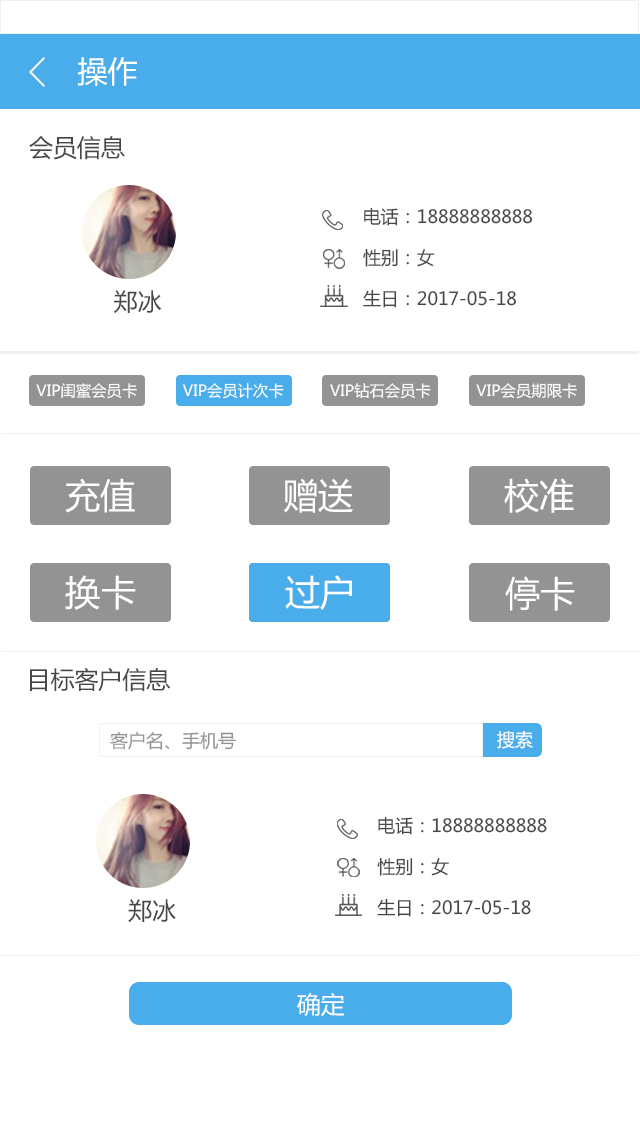 操作
会员信息
郑冰
电话：18888888888
性别：女
生日：2017-05-18
VIP闺蜜会员卡 VIP会员计次卡 VIP钻石会员卡 VIP会员期限卡
充值 赠送 校准
换卡 过户 停卡
目标客户信息
客户名、手机号 搜索
郑冰
电话：18888888888
性别：女
生日：2017-05-18
确定